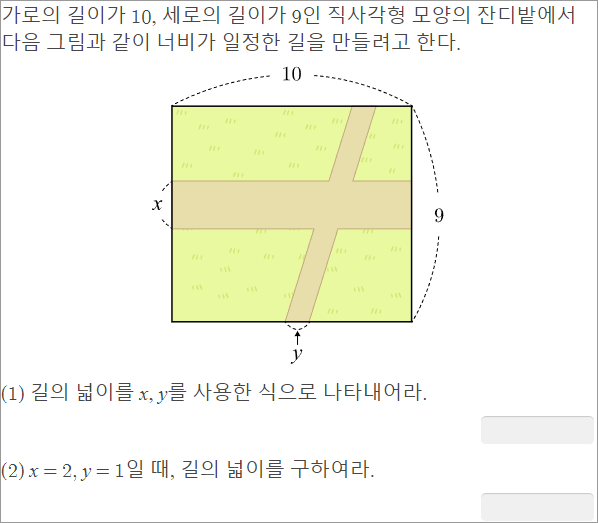 가로의 길이가 10, 세로의 길이가 9인 직사각형 모양의 잔디밭에서
다음 그림과 같이 너비가 일정한 길을 만들려고 한다.
10
x
9
y
(1) 길의 넓이를 x, y를 사용한 식으로 나타내어라.
(2) x = 2, y = 1일 때, 길의 넓이를 구하여라.